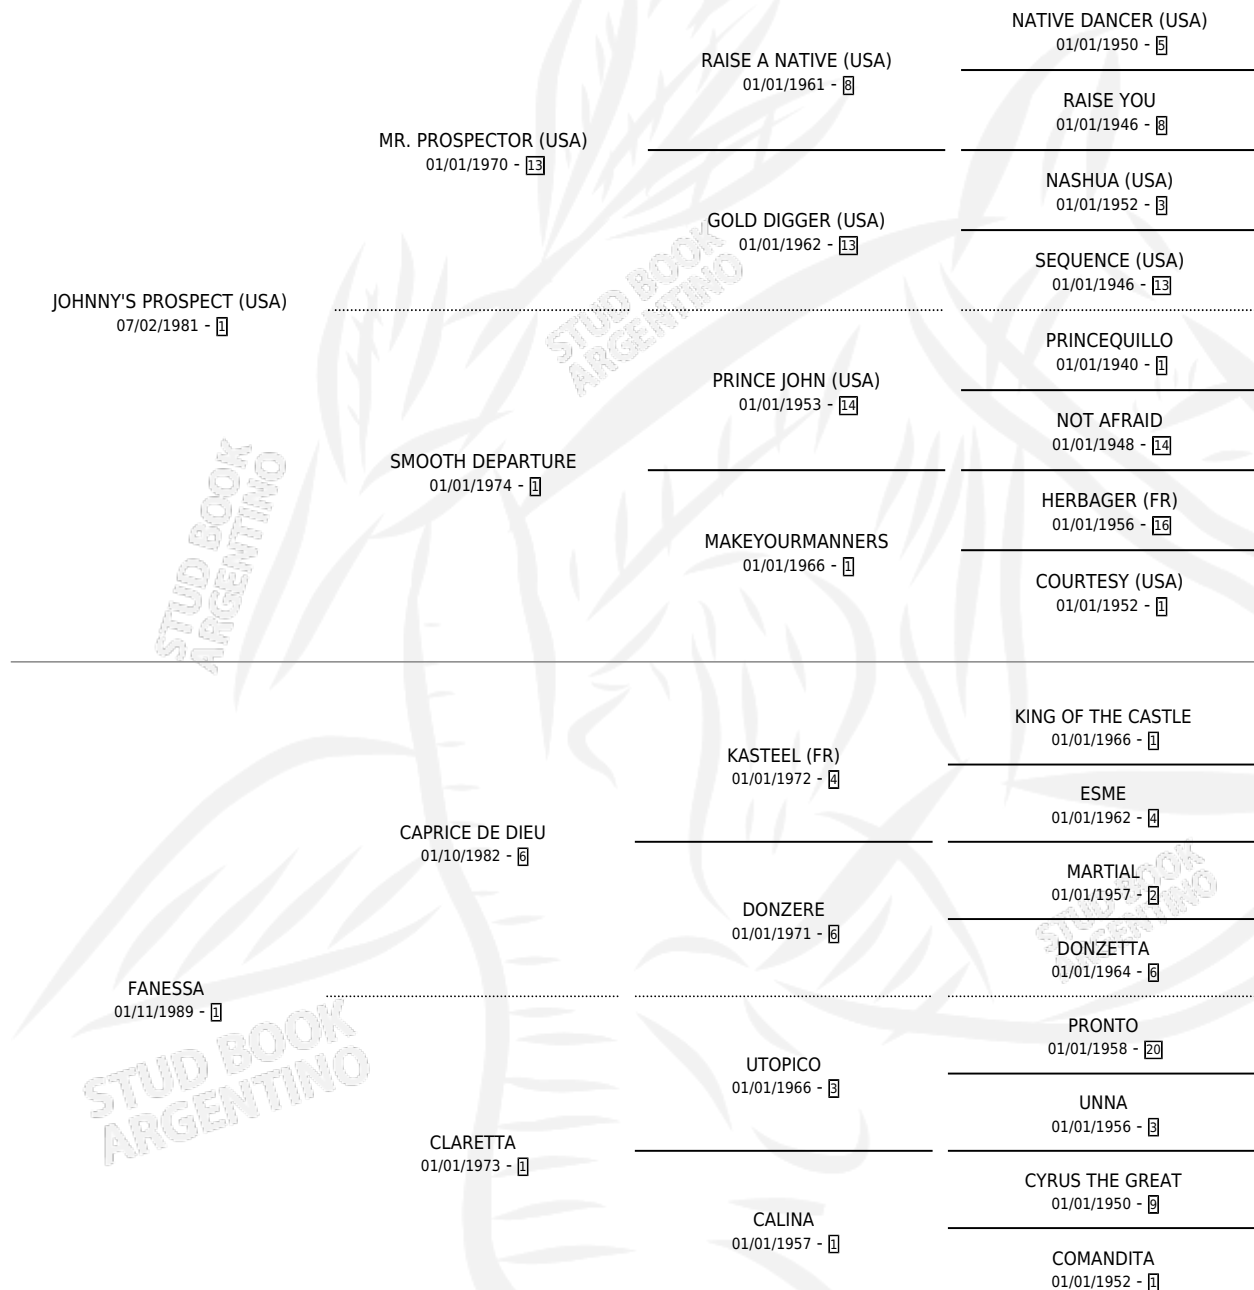 NATIVE DANCER (USA)
01/01/1950 - 5
RAISE A NATIVE (USA)
01/01/1961 - 8
RAISE YOU
01/01/1946 - 8
MR. PROSPECTOR (USA)
01/01/1970 - 13
NASHUA (USA)
01/01/1952 - 3
GOLD DIGGER (USA)
01/01/1962 - 13
SEQUENCE (USA)
01/01/1946 - 13
JOHNNY'S PROSPECT (USA)
07/02/1981 - 1
STUD BOOK
ARGENTINO
PRINCEQUILLO
01/01/1940 - 1
PRINCE JOHN (USA)
01/01/1953 - 14
NOT AFRAID
01/01/1948 - 14
SMOOTH DEPARTURE
01/01/1974 - 1
HERBAGER (FR)
01/01/1956 - 16
MAKEYOURMANNERS
01/01/1966 - 1
COURTESY (USA)
01/01/1952 - 1
STUD BOOK
ARGENTINO
KING OF THE CASTLE
01/01/1966 - 1
KASTEEL (FR)
01/01/1972 - 4
ESME
01/01/1962 - 4
CAPRICE DE DIEU
01/10/1982 - 6
MARTIAL
01/01/1957 - 2
DONZERE
01/01/1971 - 6
DONZETTA
01/01/1964 - 6
STUD BOOK
ARGENTINO
FANESSA
01/11/1989 - 1
PRONTO
01/01/1958 - 20
UTOPICO
01/01/1966 - 3
UNNA
01/01/1956 - 3
STUD BOOK
ARGENTINO
CLARETTA
01/01/1973 - 1
CYRUS THE GREAT
01/01/1950 - 9
CALINA
01/01/1957 - 1
COMANDITA
01/01/1952 - 1